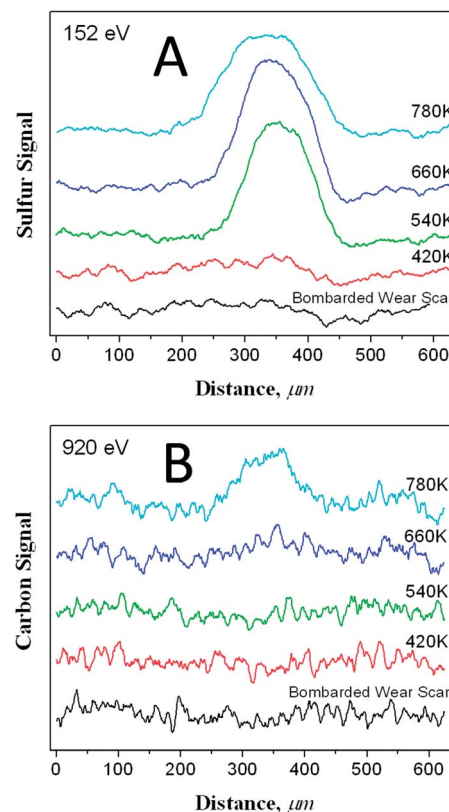 152 eV
A
780K
660K
540K
420K
Bombarded Wear Scar
Sulfur Signal
0 100 200 300 400 500 600
Distance, μm
920 eV
B
780K
660K
540K
420K
Bombarded Wear Scar
Carbon Signal
0 100 200 300 400 500 600
Distance, μm